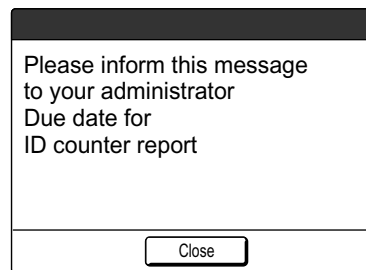 Please inform this message
to your administrator
Due date for
ID counter report
Close